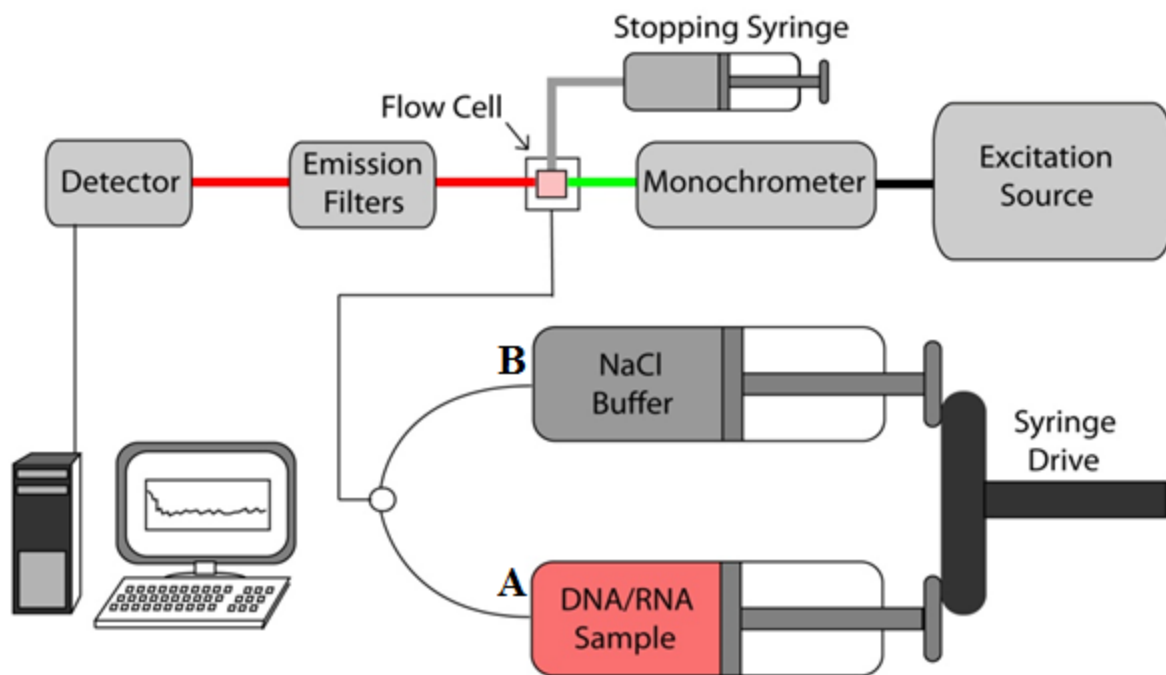 Stopping Syringe
Flow Cell
Detector
Emission
Filters
Monochrometer
Excitation
Source
B
NaCl
Buffer
Syringe
Drive
A
DNA/RNA
Sample